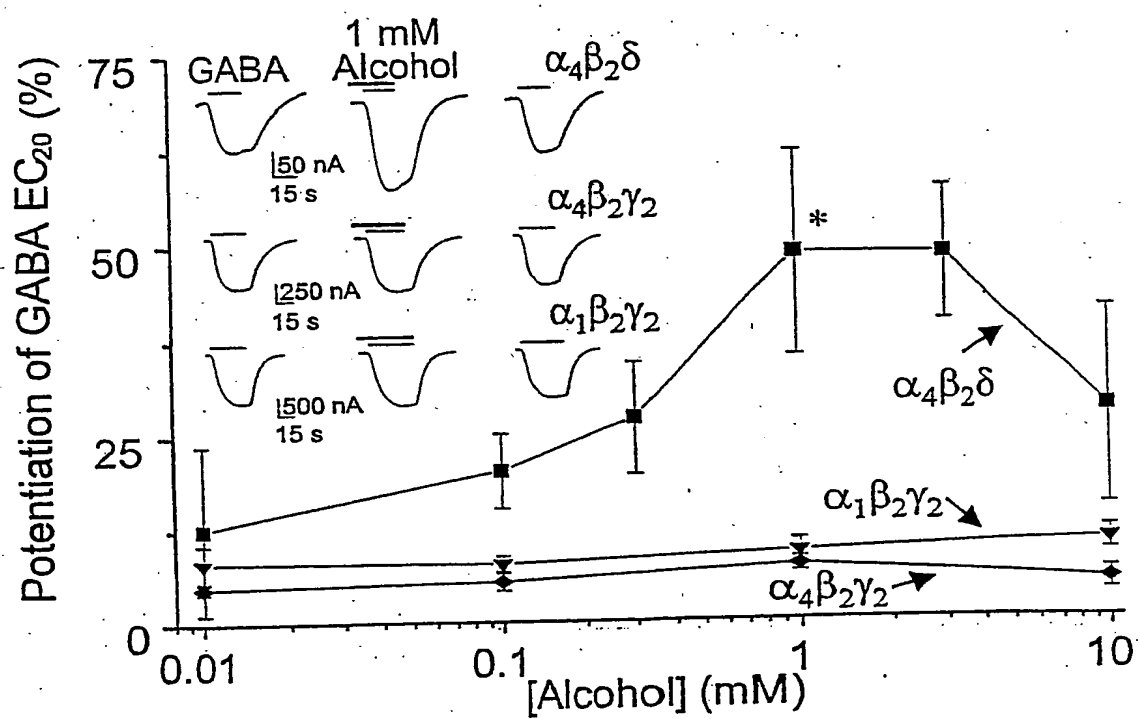 Potentiation of GABA EC₂₀ (%)
75
50
25
0
GABA
1 mM
Alcohol
α₄β₂δ
50 nA
15 s
α₄β₂γ₂
250 nA
15 s
α₁β₂γ₂
500 nA
15 s
*
α₄β₂δ
α₁β₂γ₂
α₄β₂γ₂
0.01
0.1
1
10
[Alcohol] (mM)